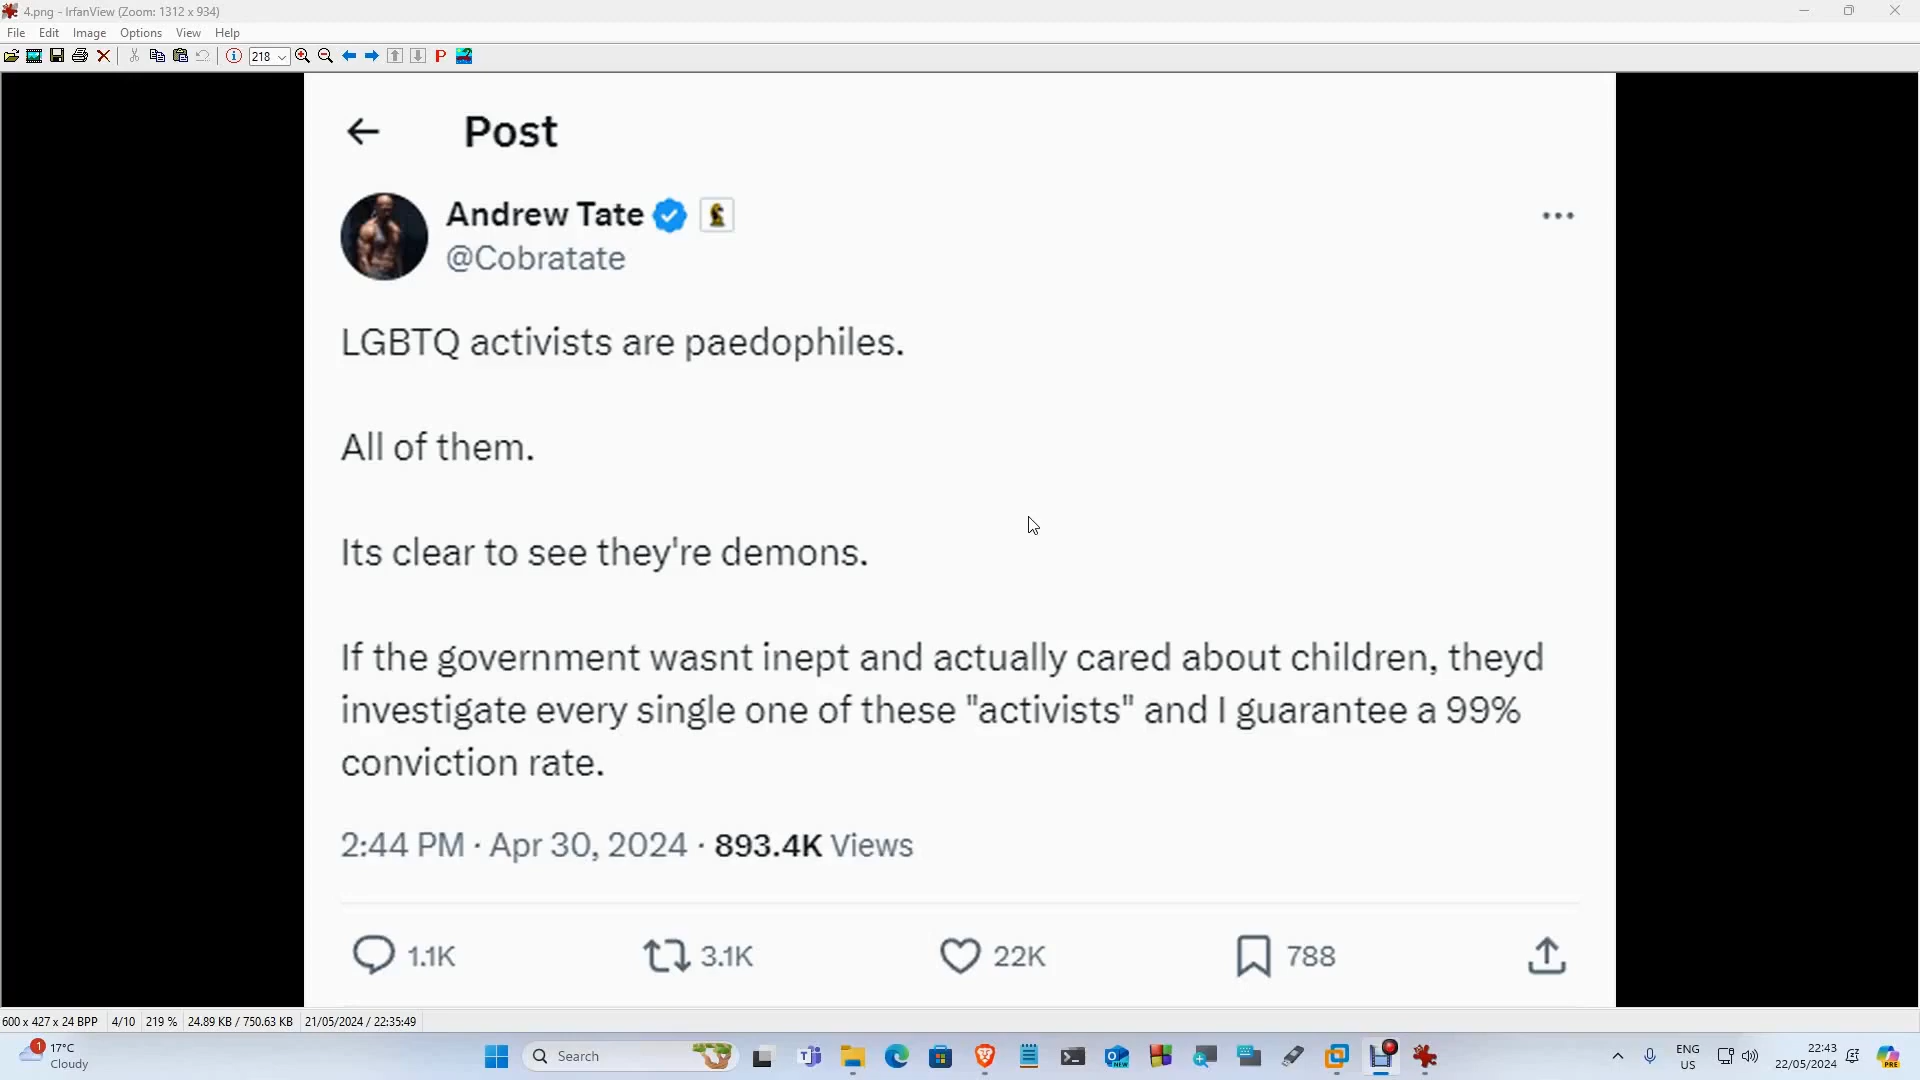 4.png - IrfanView (Zoom: 1312 x 934)
File Edit Image Options View Help
218
P
Post
Andrew Tate
@Cobratate
LGBTQ activists are paedophiles.
All of them.
Its clear to see they're demons.
If the government wasnt inept and actually cared about children, theyd
investigate every single one of these "activists" and I guarantee a 99%
conviction rate.
2:44 PM · Apr 30, 2024 · 893.4K Views
1.1K 3.1K 22K 788
600 x 427 x 24 BPP 4/10 219 % 24.89 KB / 750.63 KB 21/05/2024 / 22:35:49
1 17°C
Cloudy
Search
NEW
ENG
US
22:43
22/05/2024
PRE